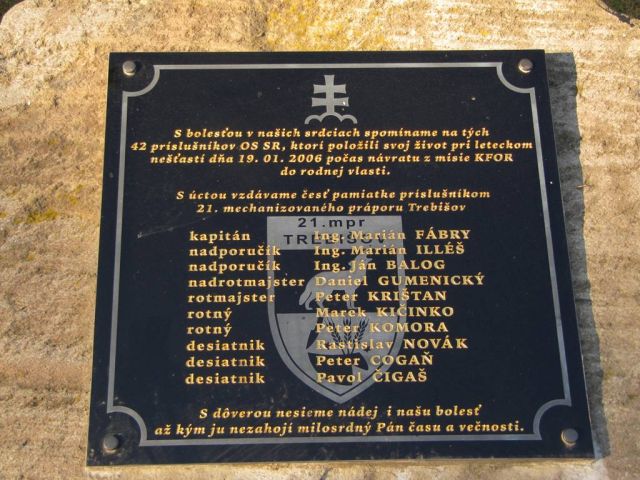 S bolesťou v našich srdciach spomíname na tých
42 príslušníkov OS SR, ktorí položili svoj život pri leteckom
nešťastí dňa 19. 01. 2006 počas návratu z misie KFOR
do rodnej vlasti.
S úctou vzdávame česť pamiatke príslušníkom
21. mechanizovaného práporu Trebišov
21. mpr
TREBIŠOV
kapitán Ing. Marián FÁBRY
nadporučík Ing. Marián ILLÉŠ
nadporučík Ing. Ján BALOG
nadrotmajster Daniel GUMENICKÝ
rotmajster Peter KRIŠTAN
rotný Marek KIČINKO
rotný Peter KOMORA
desiatnik Rastislav NOVÁK
desiatnik Peter COGAŇ
desiatnik Pavol ČIGAŠ
S dôverou nesieme nádej i našu bolesť
až kým ju nezahojí milosrdný Pán času a večnosti.